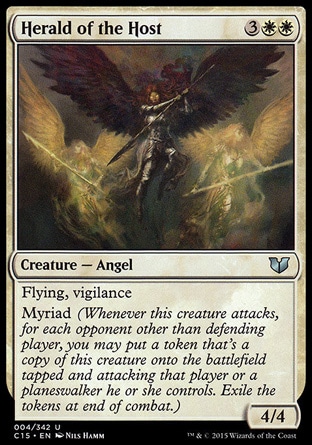 Herald of the Host 3
Creature — Angel
Flying, vigilance
Myriad (Whenever this creature attacks,
for each opponent other than defending
player, you may put a token that's a
copy of this creature onto the battlefield
tapped and attacking that player or a
planeswalker he or she controls. Exile the
tokens at end of combat.)
4/4
004/342 U
C15 • EN Nils Hamm
™ & © 2015 Wizards of the Coast